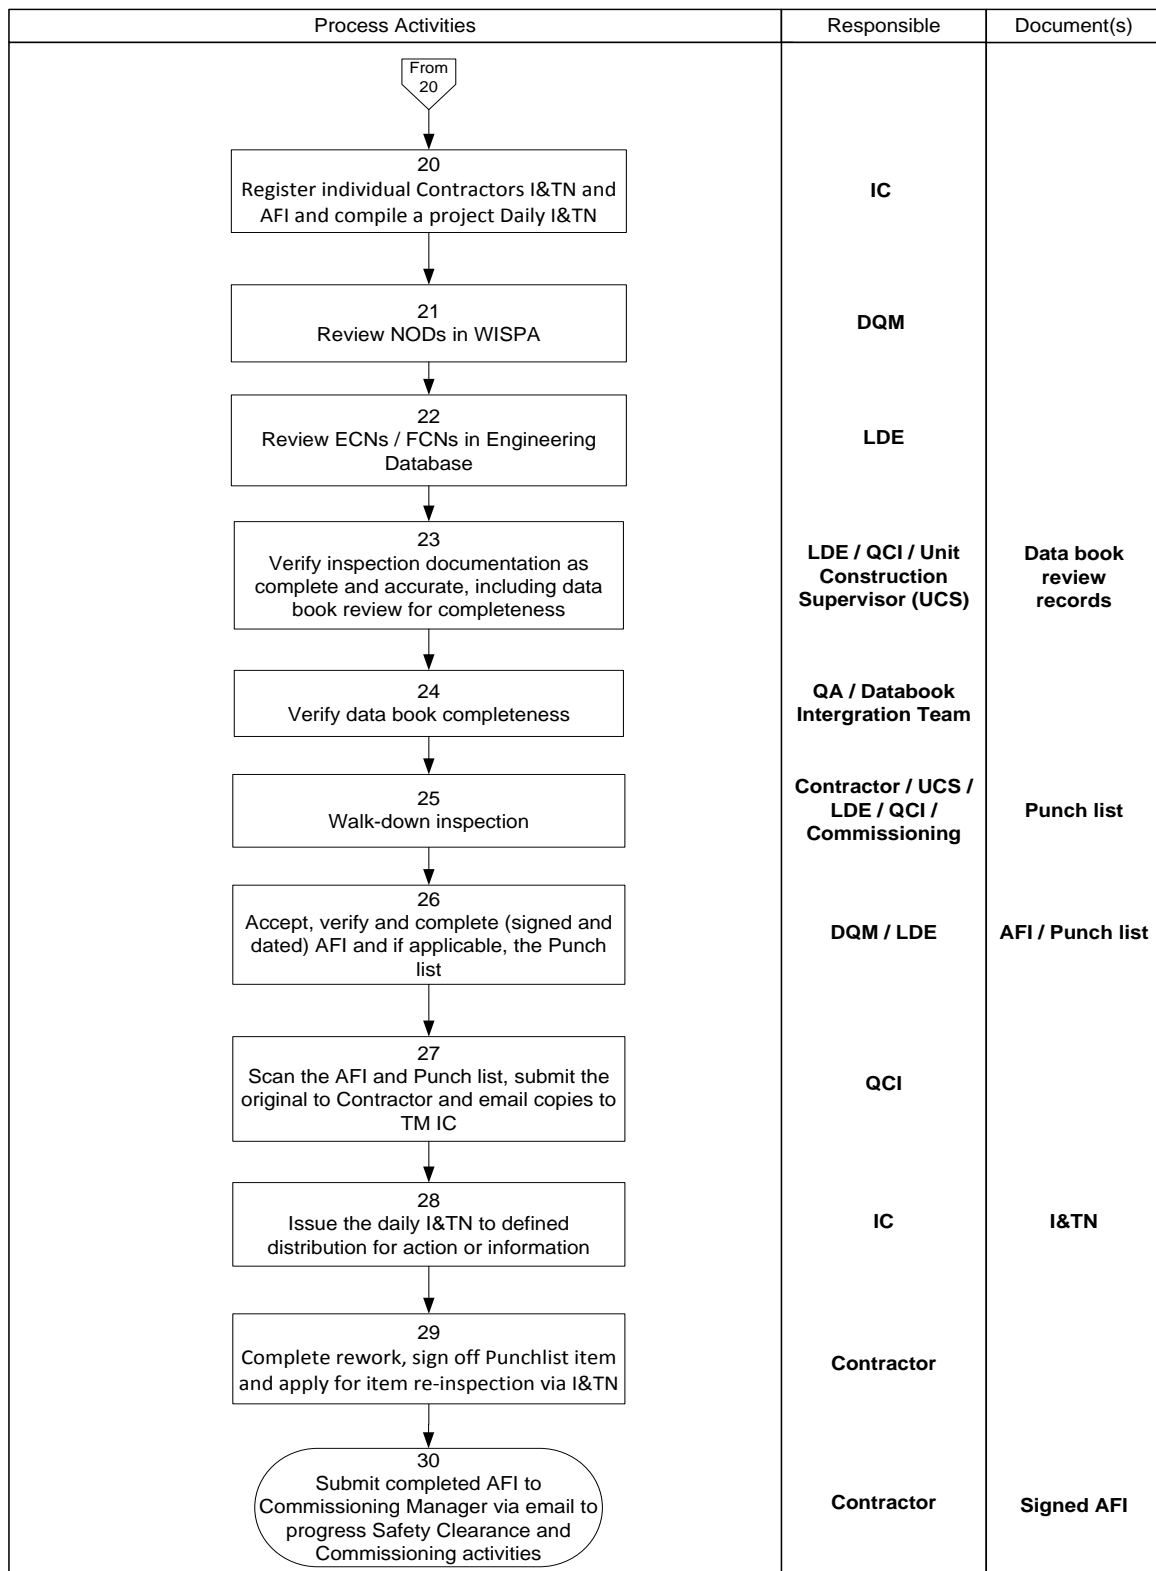 Process Activities
Responsible
Document(s)
From
20
20
Register individual Contractors I&TN and
AFI and compile a project Daily I&TN
IC
21
Review NODs in WISPA
DQM
22
Review ECNs / FCNs in Engineering
Database
LDE
23
Verify inspection documentation as
complete and accurate, including data
book review for completeness
LDE / QCI / Unit
Construction
Supervisor (UCS)
Data book
review
records
24
Verify data book completeness
QA / Databook
Intergration Team
25
Walk-down inspection
Contractor / UCS /
LDE / QCI /
Commissioning
Punch list
26
Accept, verify and complete (signed and
dated) AFI and if applicable, the Punch
list
DQM / LDE
AFI / Punch list
27
Scan the AFI and Punch list, submit the
original to Contractor and email copies to
TM IC
QCI
28
Issue the daily I&TN to defined
distribution for action or information
IC
I&TN
29
Complete rework, sign off Punchlist item
and apply for item re-inspection via I&TN
Contractor
30
Submit completed AFI to
Commissioning Manager via email to
progress Safety Clearance and
Commissioning activities
Contractor
Signed AFI